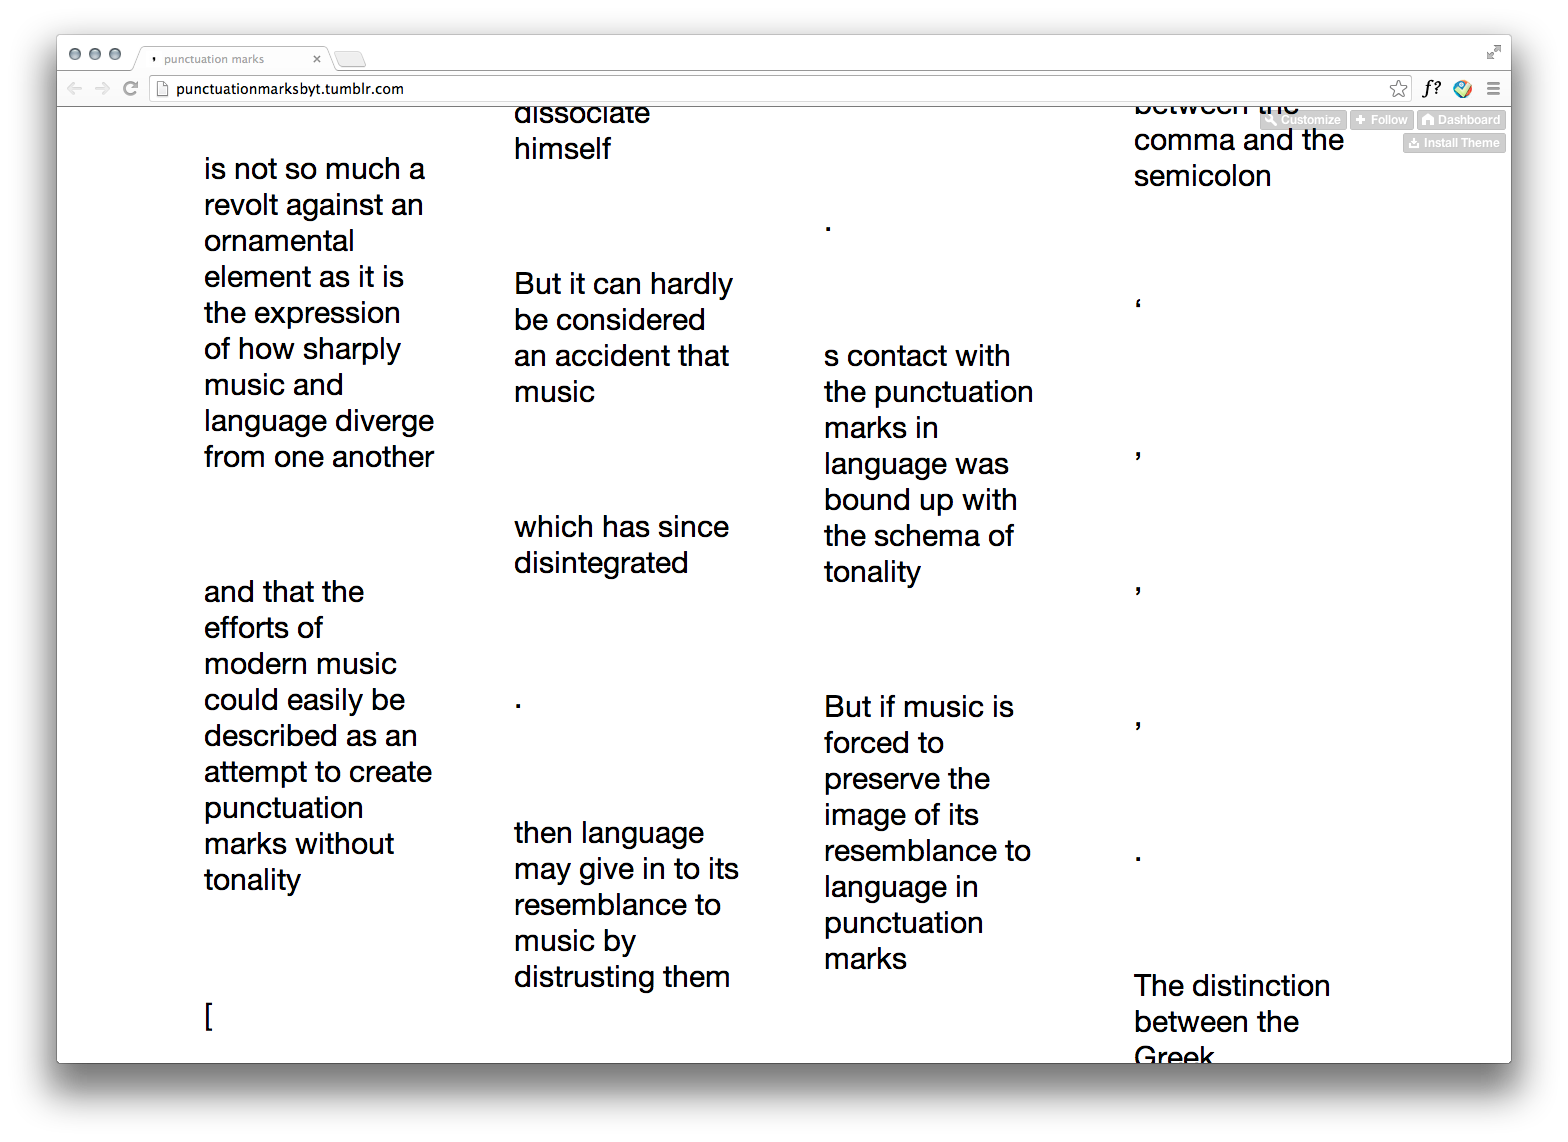 punctuation marks
punctuationmarksbyt.tumblr.com
f?
Customize
Follow
Dashboard
Install Theme
is not so much a
revolt against an
ornamental
element as it is
the expression
of how sharply
music and
language diverge
from one another
and that the
efforts of
modern music
could easily be
described as an
attempt to create
punctuation
marks without
tonality
[
dissociate
himself
But it can hardly
be considered
an accident that
music
which has since
disintegrated
.
then language
may give in to its
resemblance to
music by
distrusting them
.
s contact with
the punctuation
marks in
language was
bound up with
the schema of
tonality
But if music is
forced to
preserve the
image of its
resemblance to
language in
punctuation
marks
between the
comma and the
semicolon
‘
,
,
,
.
The distinction
between the
Greek